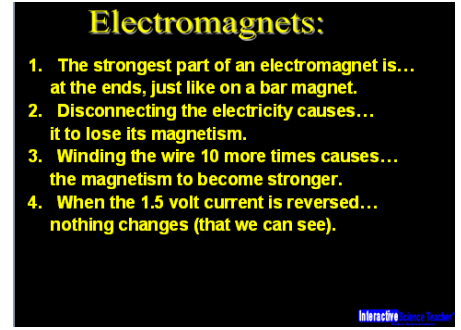 Electromagnets:
1. The strongest part of an electromagnet is…
at the ends, just like on a bar magnet.
2. Disconnecting the electricity causes…
it to lose its magnetism.
3. Winding the wire 10 more times causes…
the magnetism to become stronger.
4. When the 1.5 volt current is reversed…
nothing changes (that we can see).
Interactive Science Teacher